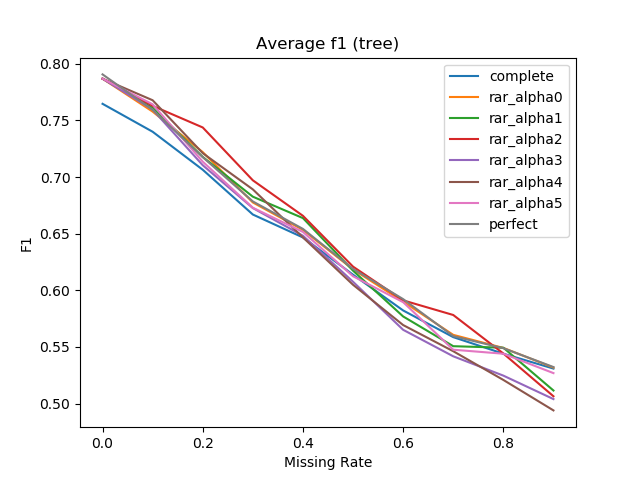 Average f1 (tree)
0.80
0.75
0.70
0.65
0.60
0.55
0.50
F1
complete
rar_alpha0
rar_alpha1
rar_alpha2
rar_alpha3
rar_alpha4
rar_alpha5
perfect
0.0 0.2 0.4 0.6 0.8
Missing Rate